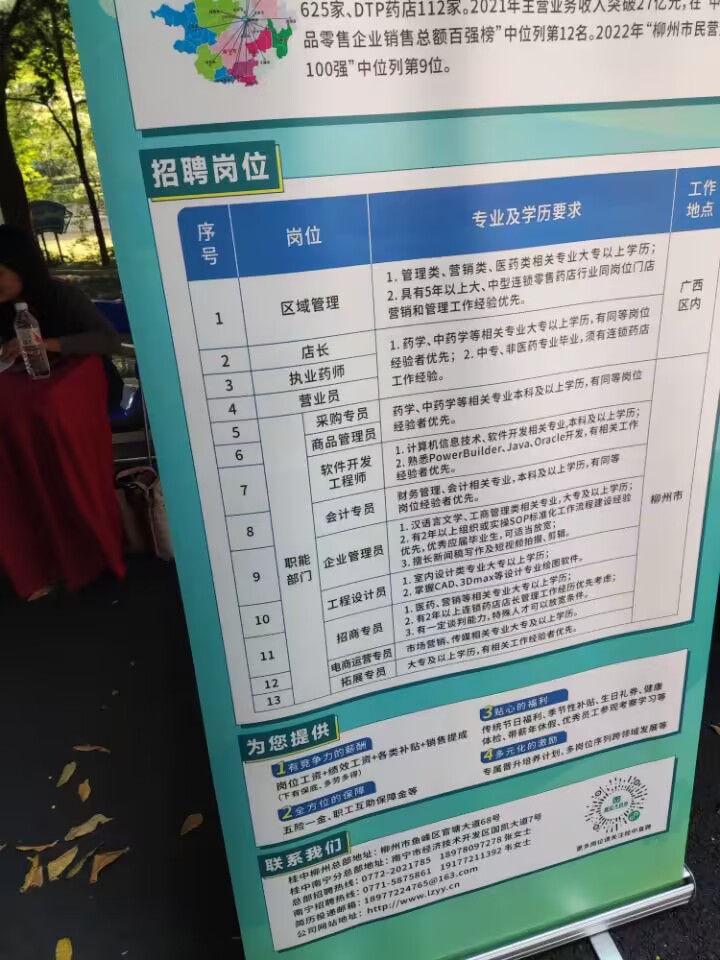 625家、DTP药店112家。2021年主营业务收入突破27亿元,在"中
品零售企业销售总额百强榜"中位列第12名。2022年"柳州市民营
100强"中位列第9位。
招聘岗位
序号 岗位 专业及学历要求 工作地点
1 区域管理 1. 管理类、营销类、医药类相关专业大专以上学历;
2. 具有5年以上大、中型连锁零售药店行业同岗位门店
营销和管理工作经验优先。
广西区内
2 店长
3 执业药师
4 营业员
1. 药学、中药学等相关专业大专以上学历,有同等岗位
经验者优先; 2. 中专、非医药专业毕业,须有连锁药店
工作经验。
职能部门
柳州市
5 采购专员
6 商品管理员
药学、中药学等相关专业本科及以上学历,有同等岗位
经验者优先。
7 软件开发工程师 1. 计算机信息技术、软件开发相关专业,本科及以上学历;
2. 熟悉PowerBuilder、Java、Oracle开发,有相关工作
经验者优先。
8 会计专员 财务管理、会计相关专业,本科及以上学历,有同等
岗位经验者优先。
9 企业管理员 1. 汉语言文学、工商管理类相关专业,大专及以上学历;
2. 有2年以上组织或实操SOP标准化工作流程建设经验
优先,优秀应届毕业生,可适当放宽;
3. 擅长新闻稿写作及短视频拍摄、剪辑。
10 工程设计员 1. 室内设计类专业大专以上学历;
2. 掌握CAD、3Dmax等设计专业绘图软件。
11 招商专员 1. 医药、营销等相关专业大专及以上学历;
2. 有2年以上连锁药店店长管理工作经历优先考虑;
3. 有一定谈判能力,特殊人才可以放宽条件。
12 电商运营专员 市场营销、传媒相关专业大专及以上学历。
13 拓展专员 大专及以上学历,有相关工作经验者优先。
为您提供
1 有竞争力的薪酬
岗位工资+绩效工资+各类补贴+销售提成
(下有保底、多劳多得)
2 全方位的保障
五险一金、职工互助保障金等
3 贴心的福利
传统节日福利、季节性补贴、生日礼券、健康
体检、带薪年休假、优秀员工参观考察学习等
4 多元化的激励
专属晋升培养计划、多岗位序列跨领域发展等
联系我们
桂中柳州总部地址:柳州市鱼峰区官塘大道68号
桂中南宁分总部地址:南宁市经济技术开发区国凯大道7号
总部招聘热线:0772-2021785 18978097278 张女士
南宁招聘热线:0771-5875861 19177211392 韦女士
简历投递邮箱:18977224765@163.com
公司网站地址:http://www.lzyy.cn
更多岗位请关注桂中直聘